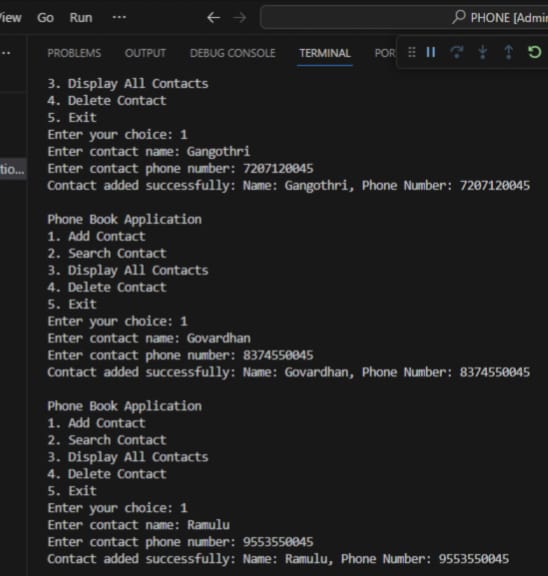 iew Go Run ... PHONE [Admin
PROBLEMS OUTPUT DEBUG CONSOLE TERMINAL POR
3. Display All Contacts
4. Delete Contact
5. Exit
Enter your choice: 1
Enter contact name: Gangothri
tio... Enter contact phone number: 7207120045
Contact added successfully: Name: Gangothri, Phone Number: 7207120045
Phone Book Application
1. Add Contact
2. Search Contact
3. Display All Contacts
4. Delete Contact
5. Exit
Enter your choice: 1
Enter contact name: Govardhan
Enter contact phone number: 8374550045
Contact added successfully: Name: Govardhan, Phone Number: 8374550045
Phone Book Application
1. Add Contact
2. Search Contact
3. Display All Contacts
4. Delete Contact
5. Exit
Enter your choice: 1
Enter contact name: Ramulu
Enter contact phone number: 9553550045
Contact added successfully: Name: Ramulu, Phone Number: 9553550045